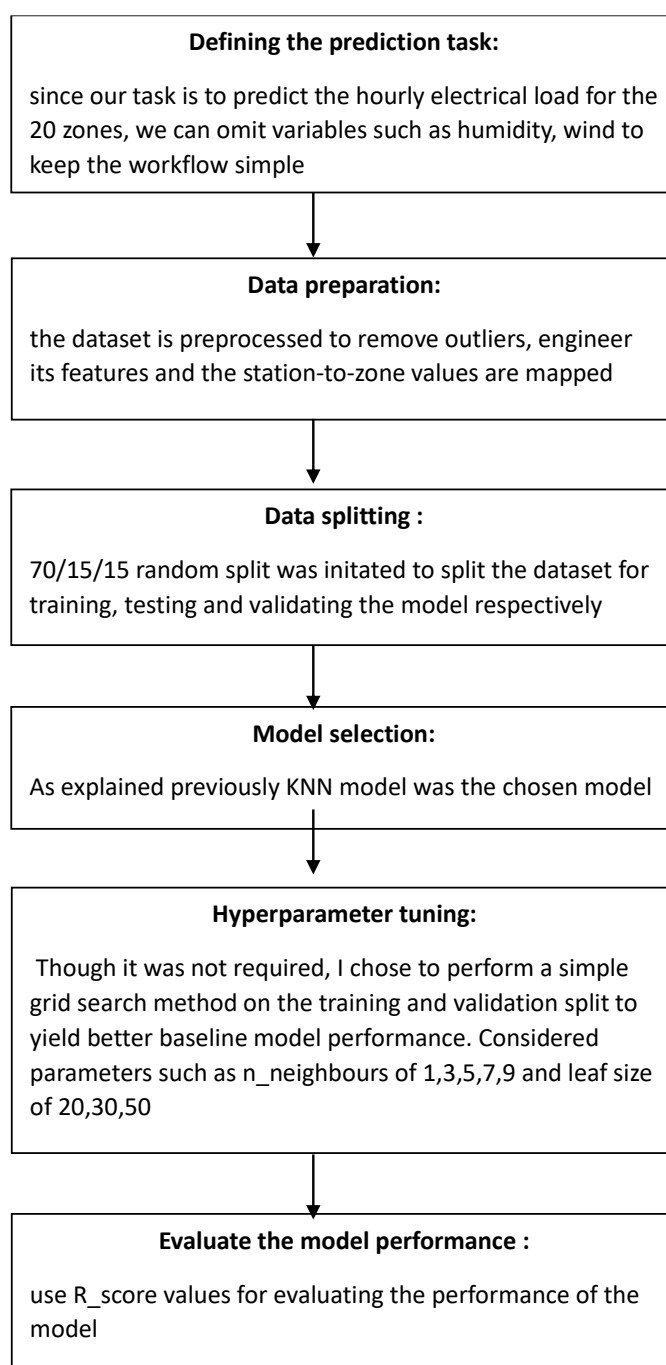 Defining the prediction task:
since our task is to predict the hourly electrical load for the
20 zones, we can omit variables such as humidity, wind to
keep the workflow simple
Data preparation:
the dataset is preprocessed to remove outliers, engineer
its features and the station-to-zone values are mapped
Data splitting :
70/15/15 random split was initated to split the dataset for
training, testing and validating the model respectively
Model selection:
As explained previously KNN model was the chosen model
Hyperparameter tuning:
Though it was not required, I chose to perform a simple
grid search method on the training and validation split to
yield better baseline model performance. Considered
parameters such as n_neighbours of 1,3,5,7,9 and leaf size
of 20,30,50
Evaluate the model performance :
use R_score values for evaluating the performance of the
model